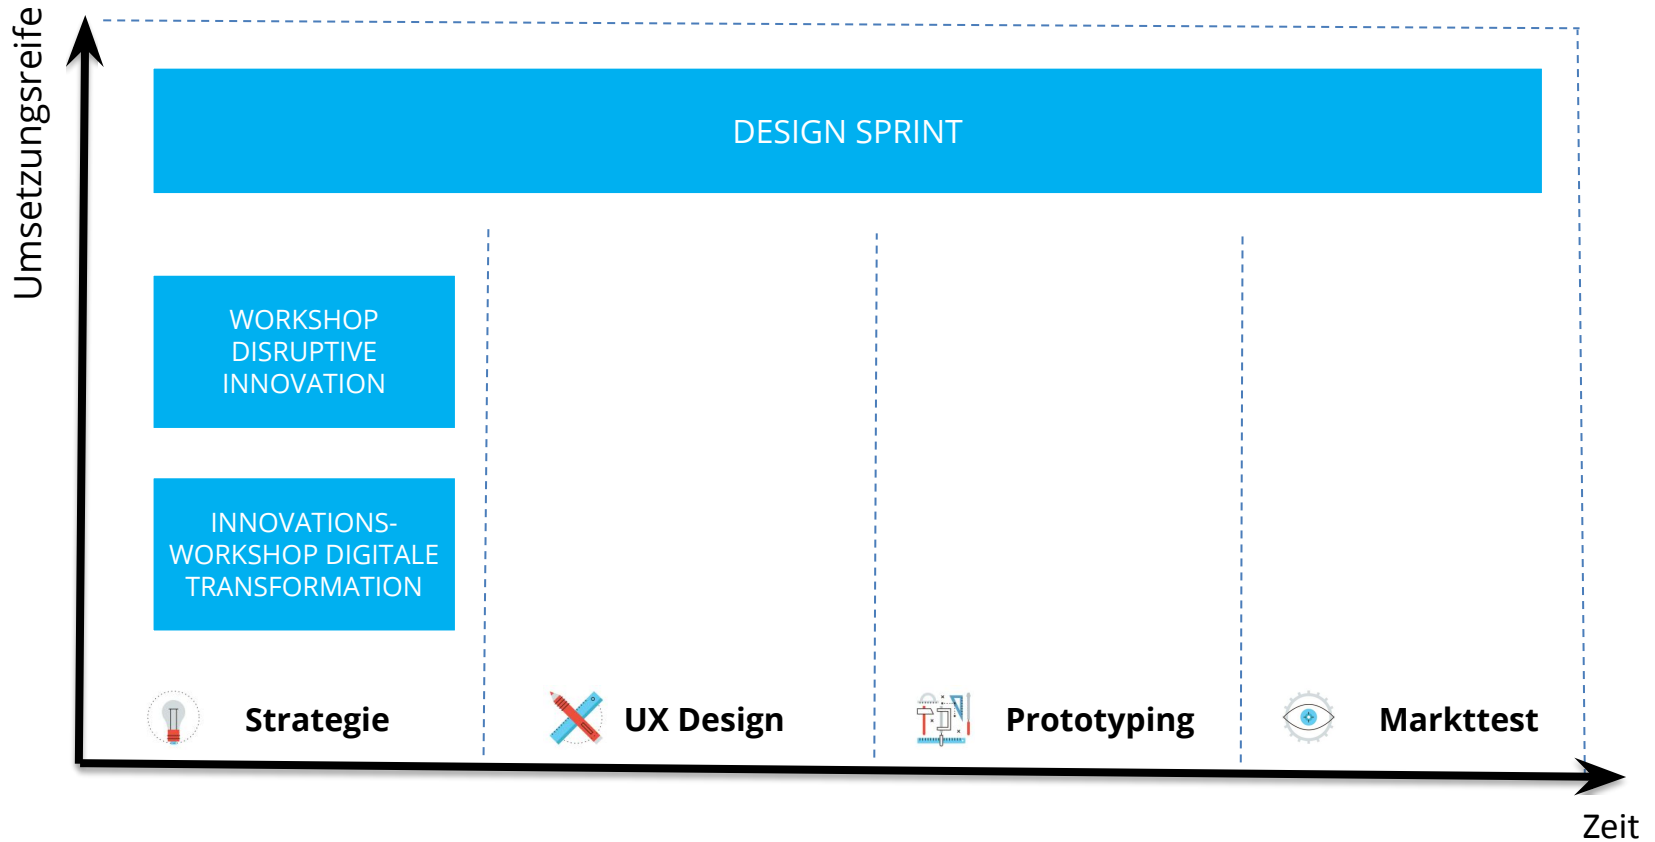 Umsetzungsreife
DESIGN SPRINT
WORKSHOP
DISRUPTIVE
INNOVATION
INNOVATIONS-
WORKSHOP DIGITALE
TRANSFORMATION
Strategie
UX Design
Prototyping
Markttest
Zeit